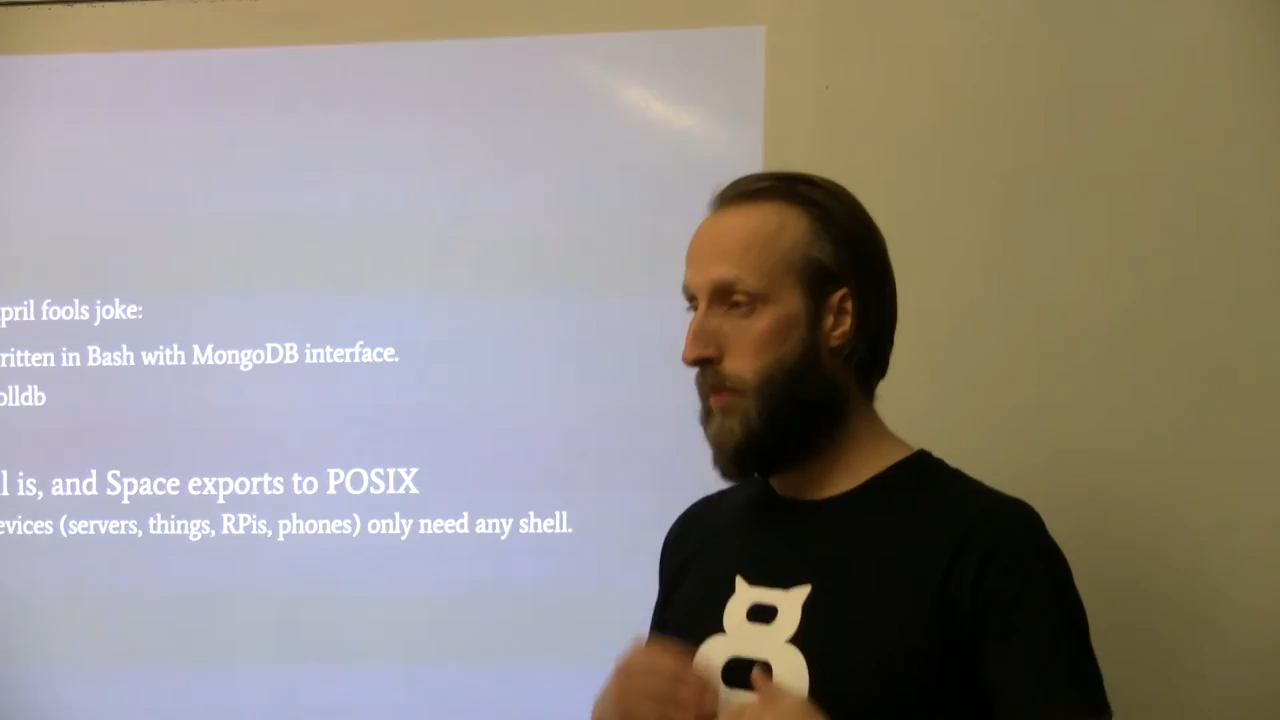 pril fools joke:
ritten in Bash with MongoDB interface.
olldb
l is, and Space exports to POSIX
evices (servers, things, RPis, phones) only need any shell.